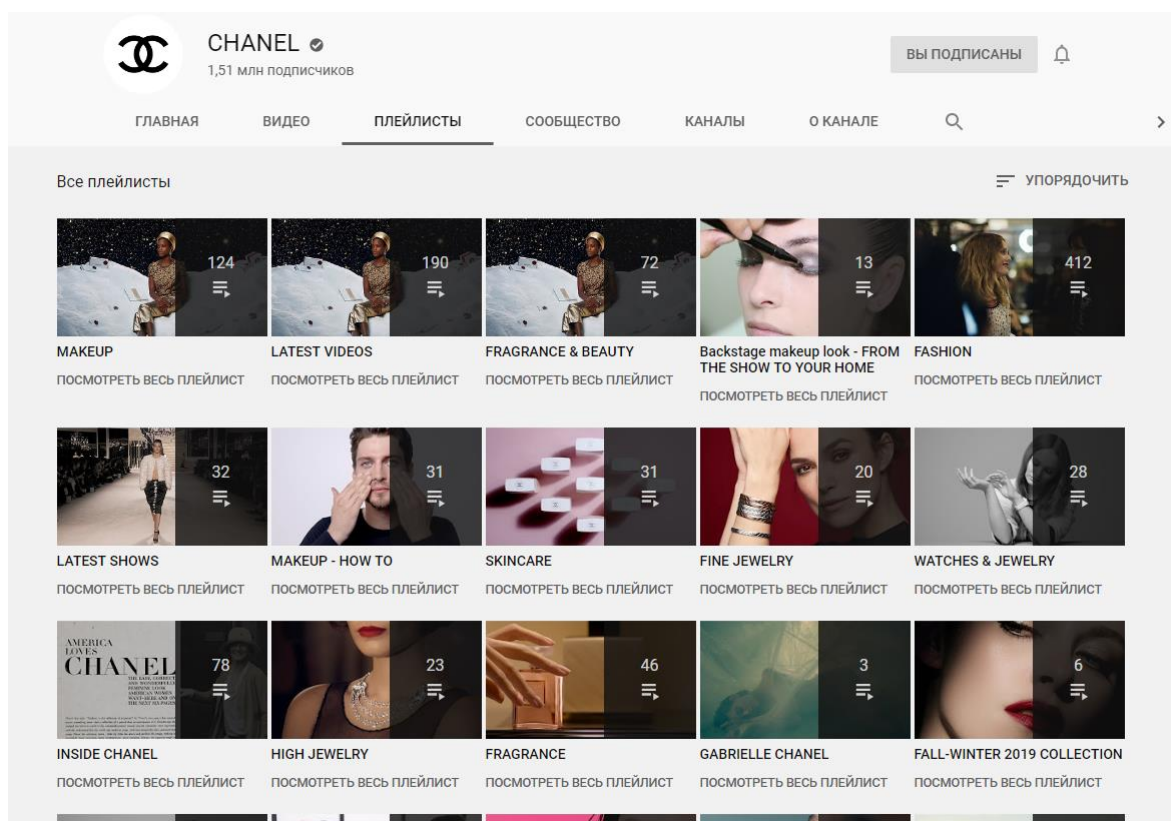 CHANEL
1,51 млн подписчиков
ВЫ ПОДПИСАНЫ
ГЛАВНАЯ ВИДЕО ПЛЕЙЛИСТЫ СООБЩЕСТВО КАНАЛЫ О КАНАЛЕ
Все плейлисты
УПОРЯДОЧИТЬ
124 190 72 13 412
MAKEUP
ПОСМОТРЕТЬ ВЕСЬ ПЛЕЙЛИСТ
LATEST VIDEOS
ПОСМОТРЕТЬ ВЕСЬ ПЛЕЙЛИСТ
FRAGRANCE & BEAUTY
ПОСМОТРЕТЬ ВЕСЬ ПЛЕЙЛИСТ
Backstage makeup look - FROM
THE SHOW TO YOUR HOME
ПОСМОТРЕТЬ ВЕСЬ ПЛЕЙЛИСТ
FASHION
ПОСМОТРЕТЬ ВЕСЬ ПЛЕЙЛИСТ
32 31 31 20 28
LATEST SHOWS
ПОСМОТРЕТЬ ВЕСЬ ПЛЕЙЛИСТ
MAKEUP - HOW TO
ПОСМОТРЕТЬ ВЕСЬ ПЛЕЙЛИСТ
SKINCARE
ПОСМОТРЕТЬ ВЕСЬ ПЛЕЙЛИСТ
FINE JEWELRY
ПОСМОТРЕТЬ ВЕСЬ ПЛЕЙЛИСТ
WATCHES & JEWELRY
ПОСМОТРЕТЬ ВЕСЬ ПЛЕЙЛИСТ
AMERICA
LOVES
CHANEL
78 23 46 3 6
INSIDE CHANEL
ПОСМОТРЕТЬ ВЕСЬ ПЛЕЙЛИСТ
HIGH JEWELRY
ПОСМОТРЕТЬ ВЕСЬ ПЛЕЙЛИСТ
FRAGRANCE
ПОСМОТРЕТЬ ВЕСЬ ПЛЕЙЛИСТ
GABRIELLE CHANEL
ПОСМОТРЕТЬ ВЕСЬ ПЛЕЙЛИСТ
FALL-WINTER 2019 COLLECTION
ПОСМОТРЕТЬ ВЕСЬ ПЛЕЙЛИСТ